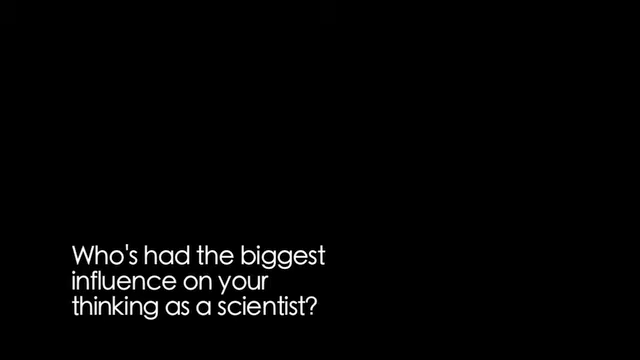 Who's had the biggest
influence on your
thinking as a scientist?